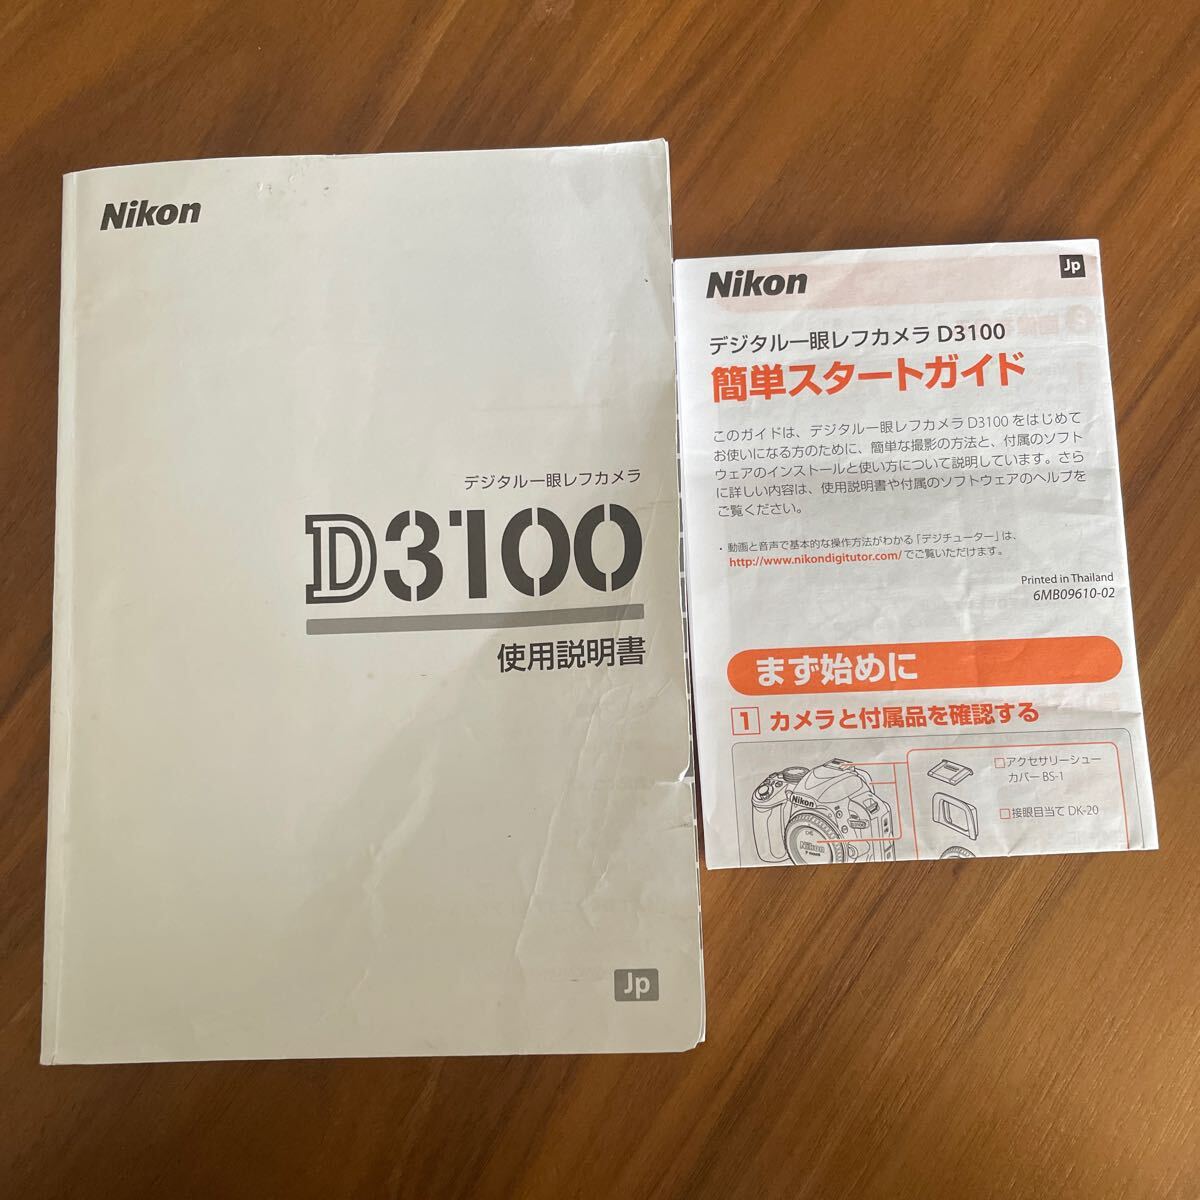 Nikon
デジタル一眼レフカメラ
D3100
使用説明書
Jp
Nikon
Jp
デジタル一眼レフカメラ D3100
簡単スタートガイド
このガイドは、デジタル一眼レフカメラ D3100 をはじめて
お使いになる方のために、簡単な撮影の方法と、付属のソフト
ウェアのインストールと使い方について説明しています。さら
に詳しい内容は、使用説明書や付属のソフトウェアのヘルプを
ご覧ください。
・動画と音声で基本的な操作方法がわかる「デジチューター」は、
http://www.nikondigitutor.com/ でご覧いただけます。
Printed in Thailand
6MB09610-02
まず始めに
1 カメラと付属品を確認する
□アクセサリーシュー
カバー BS-1
□接眼目当て DK-20
Nikon
Nikon